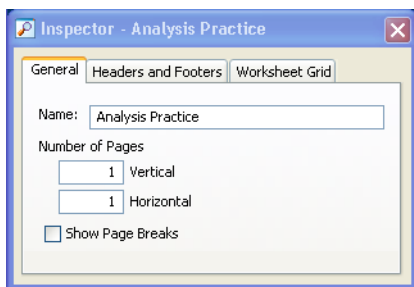 Inspector - Analysis Practice
General Headers and Footers Worksheet Grid
Name: Analysis Practice
Number of Pages
1 Vertical
1 Horizontal
Show Page Breaks